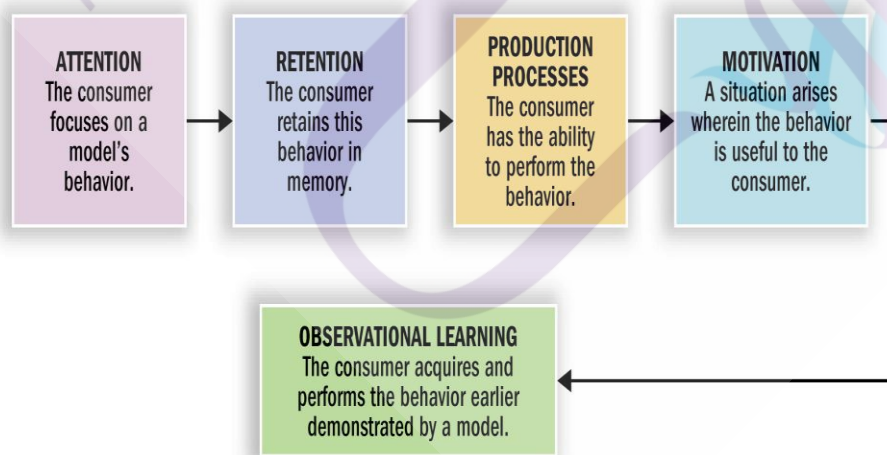 ATTENTION
The consumer
focuses on a
model's
behavior.
RETENTION
The consumer
retains this
behavior in
memory.
PRODUCTION
PROCESSES
The consumer
has the ability
to perform the
behavior.
MOTIVATION
A situation arises
wherein the behavior
is useful to the
consumer.
OBSERVATIONAL LEARNING
The consumer acquires and
performs the behavior earlier
demonstrated by a model.